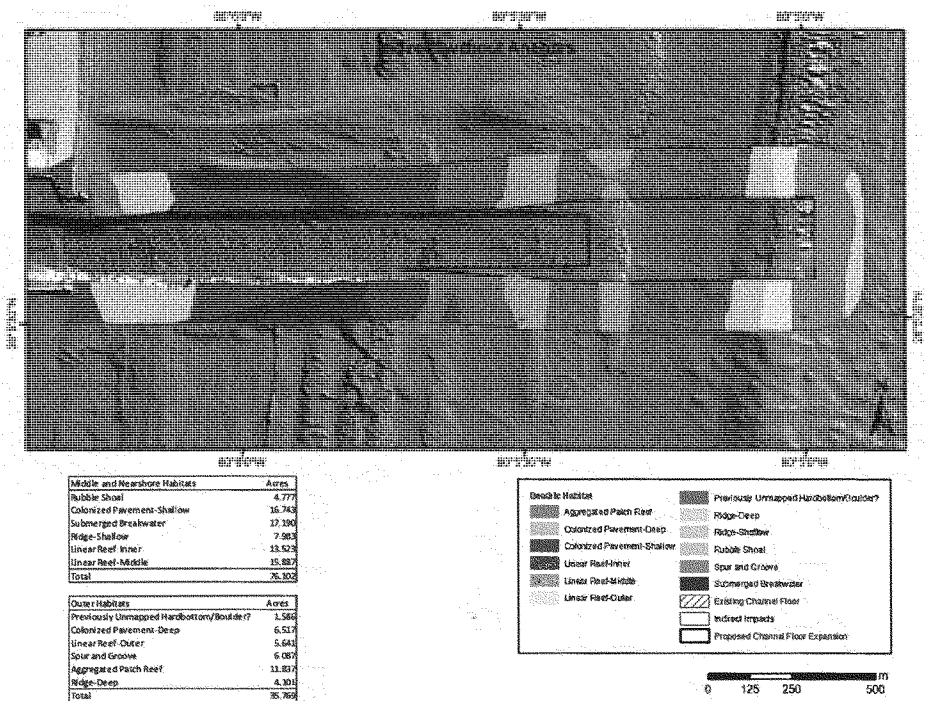 Middle and Nearshore Habitats Acres
Rubble Shoal 4.777
Colonized Pavement-Shallow 16.743
Submerged Breakwater 17.190
Ridge-Shallow 7.983
Linear Reef-Inner 13.523
Linear Reef-Middle 15.887
Total 76.102
Outer Habitats Acres
Previously Unmapped Hardbottom/Boulder? 1.586
Colonized Pavement-Deep 6.517
Linear Reef-Outer 5.641
Spur and Groove 6.087
Aggregated Patch Reef 11.837
Ridge-Deep 4.101
Total 35.769
Benthic Habitat
Aggregated Patch Reef
Colonized Pavement-Deep
Colonized Pavement-Shallow
Linear Reef-Inner
Linear Reef-Middle
Linear Reef-Outer
Previously Unmapped Hardbottom/Boulder?
Ridge-Deep
Ridge-Shallow
Rubble Shoal
Spur and Groove
Submerged Breakwater
Existing Channel Floor
Indirect Impacts
Proposed Channel Floor Expansion
m
0 125 250 500